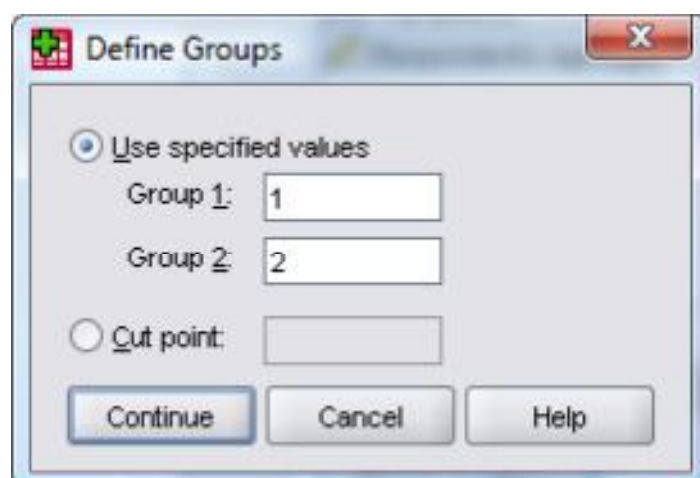 Define Groups
Use specified values
Group 1: 1
Group 2: 2
Cut point:
Continue Cancel Help